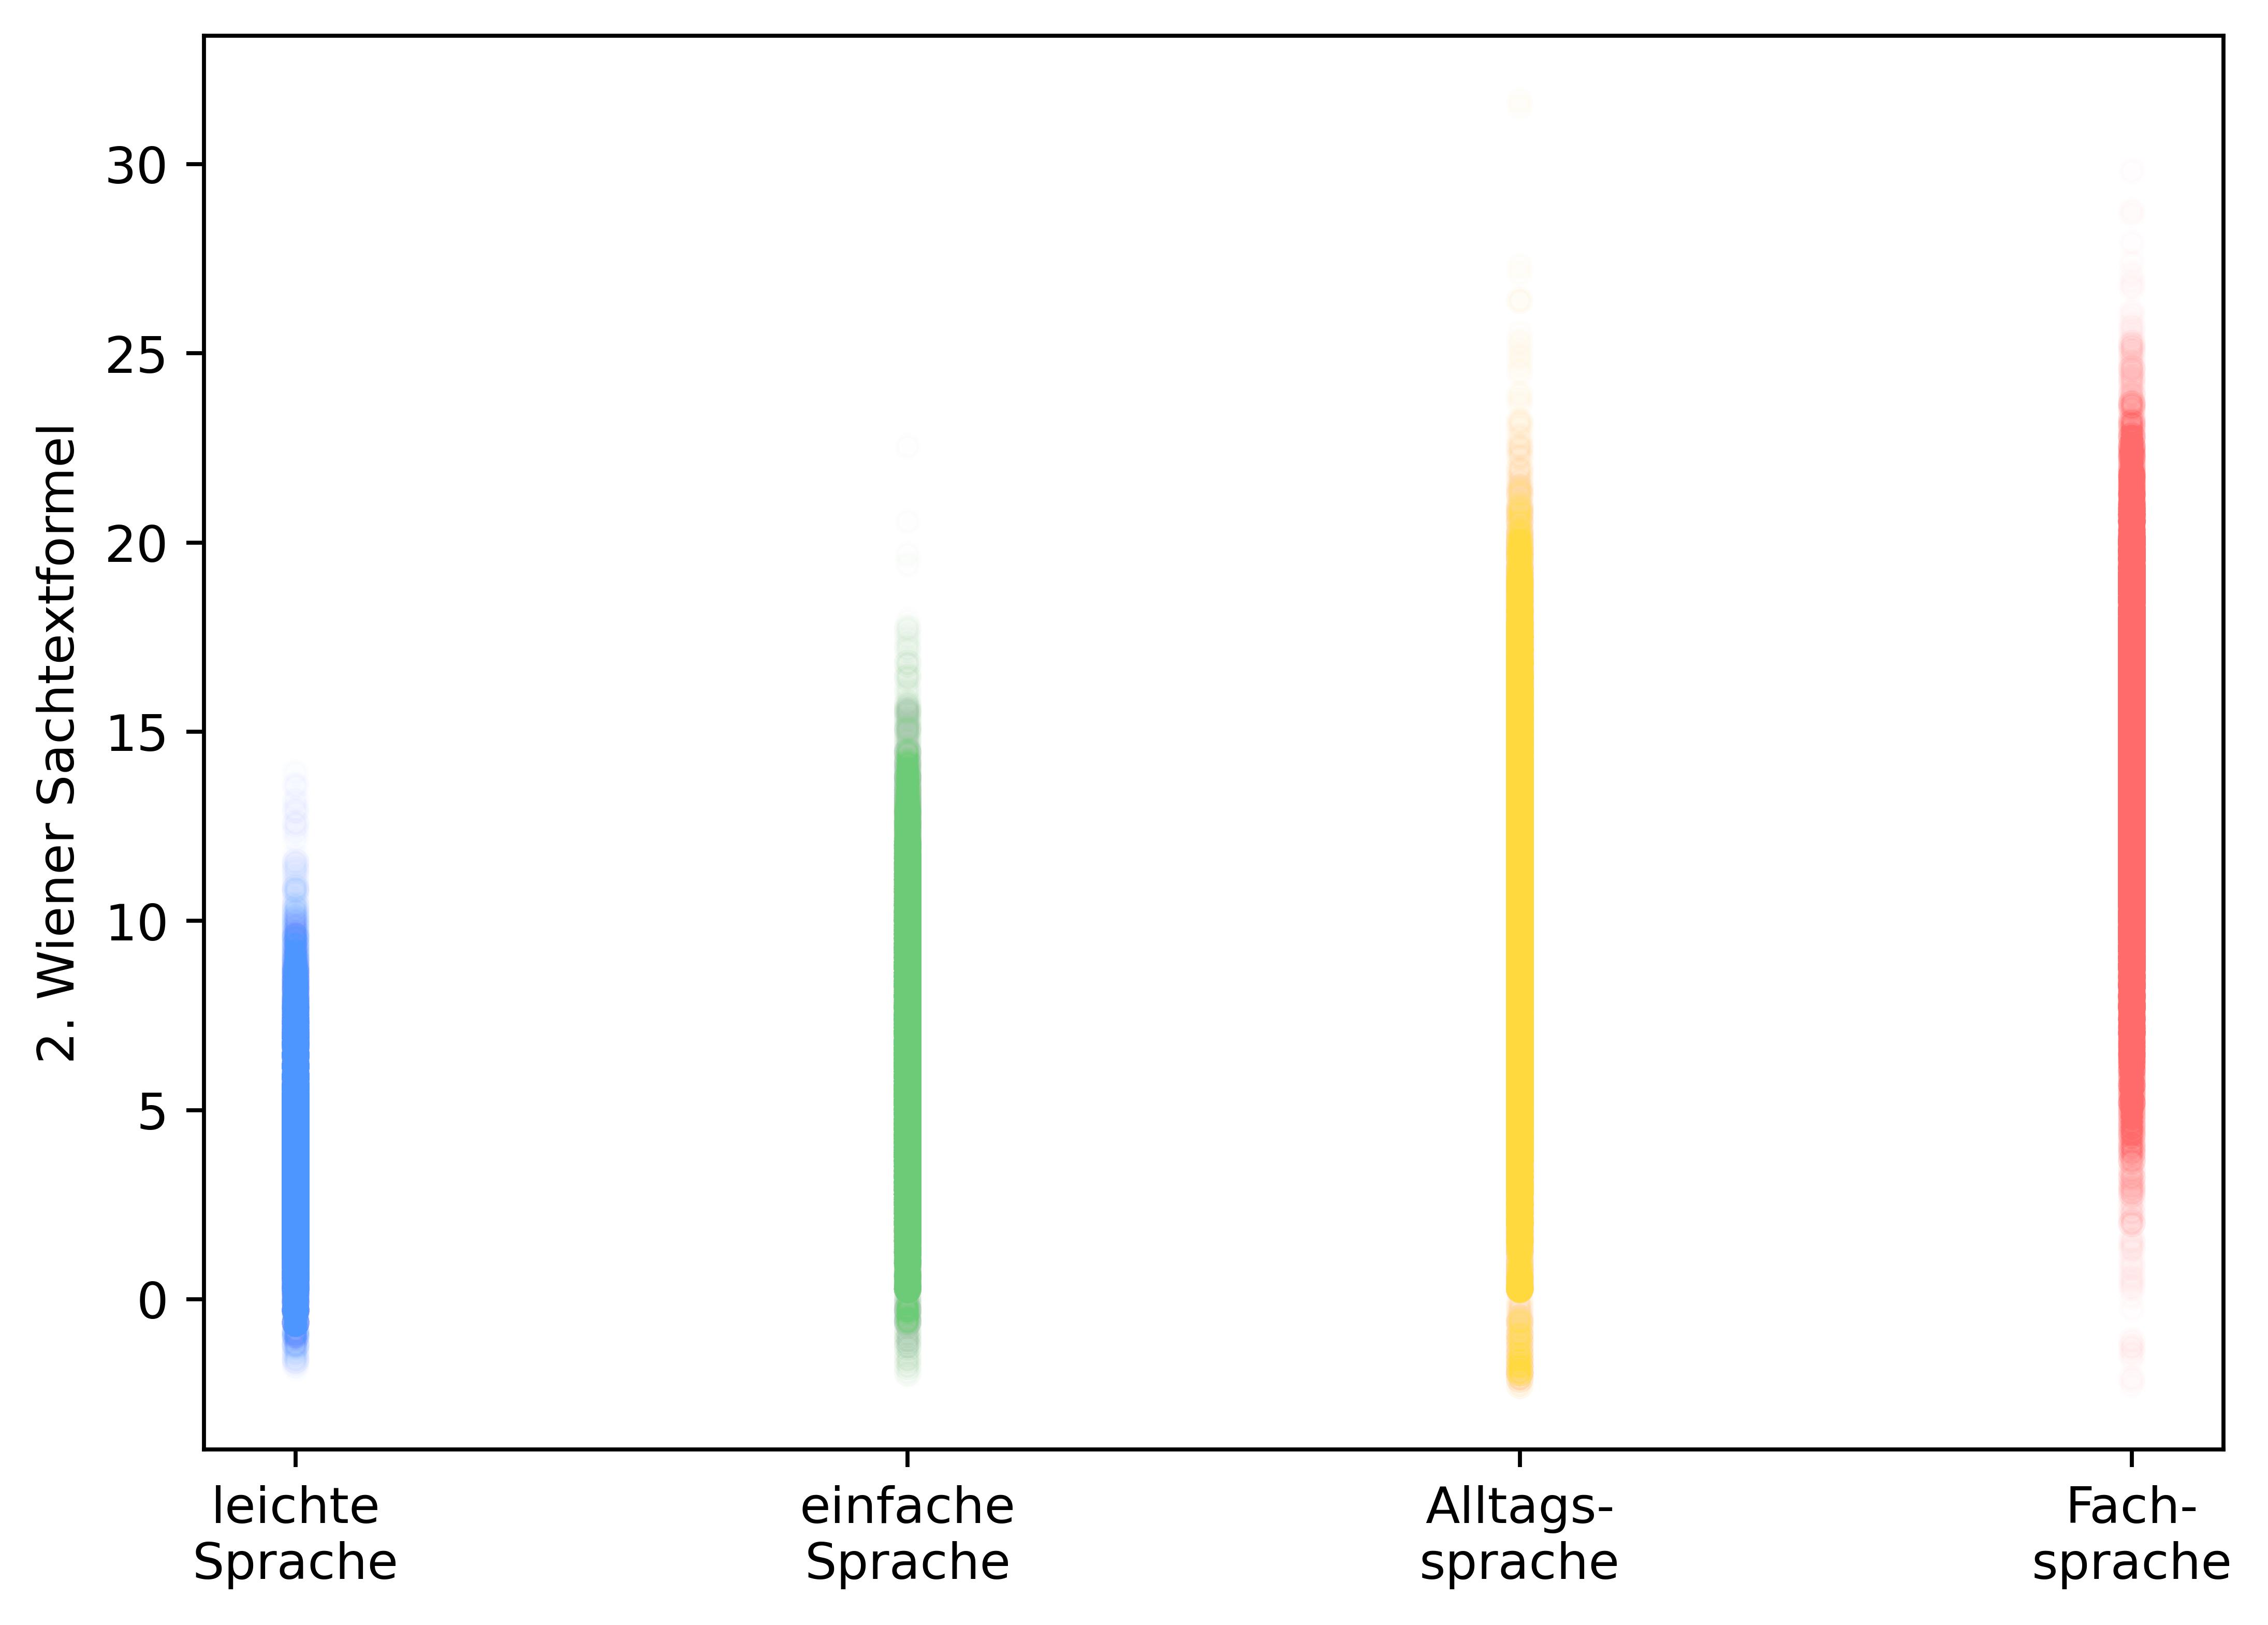 2. Wiener Sachtextformel
30
25
20
15
10
5
0
leichte
Sprache
einfache
Sprache
Alltags-
sprache
Fach-
sprache